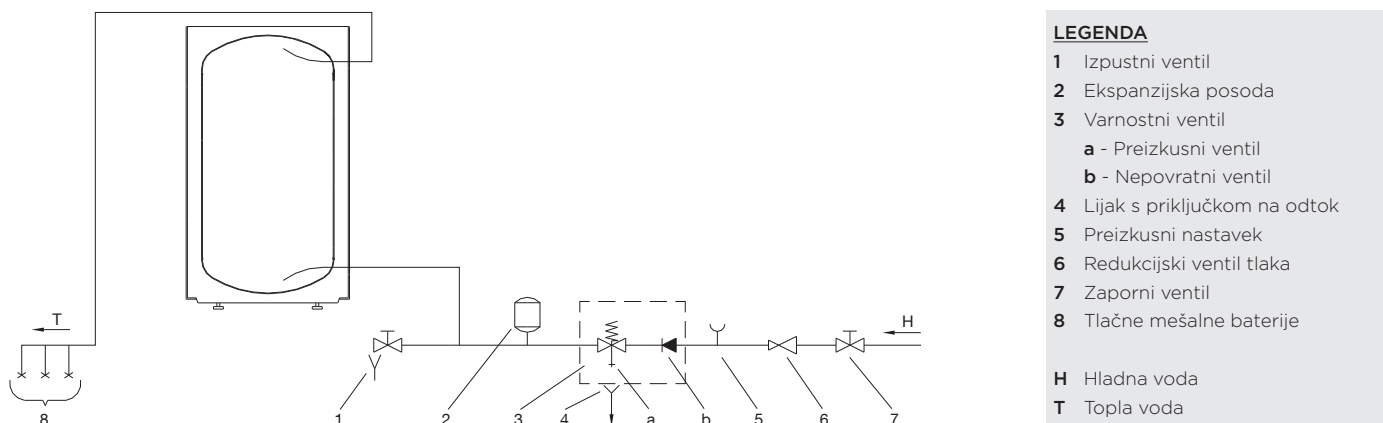 T
H
8
1
2
3
4
a
b
5
6
7
LEGENDA
1 Izpustni ventil
2 Ekspanzijska posoda
3 Varnostni ventil
a - Preizkusni ventil
b - Nepovratni ventil
4 Lijak s priključkom na odtok
5 Preizkusni nastavek
6 Redukcijski ventil tlaka
7 Zaporni ventil
8 Tlačne mešalne baterije
H Hladna voda
T Topla voda